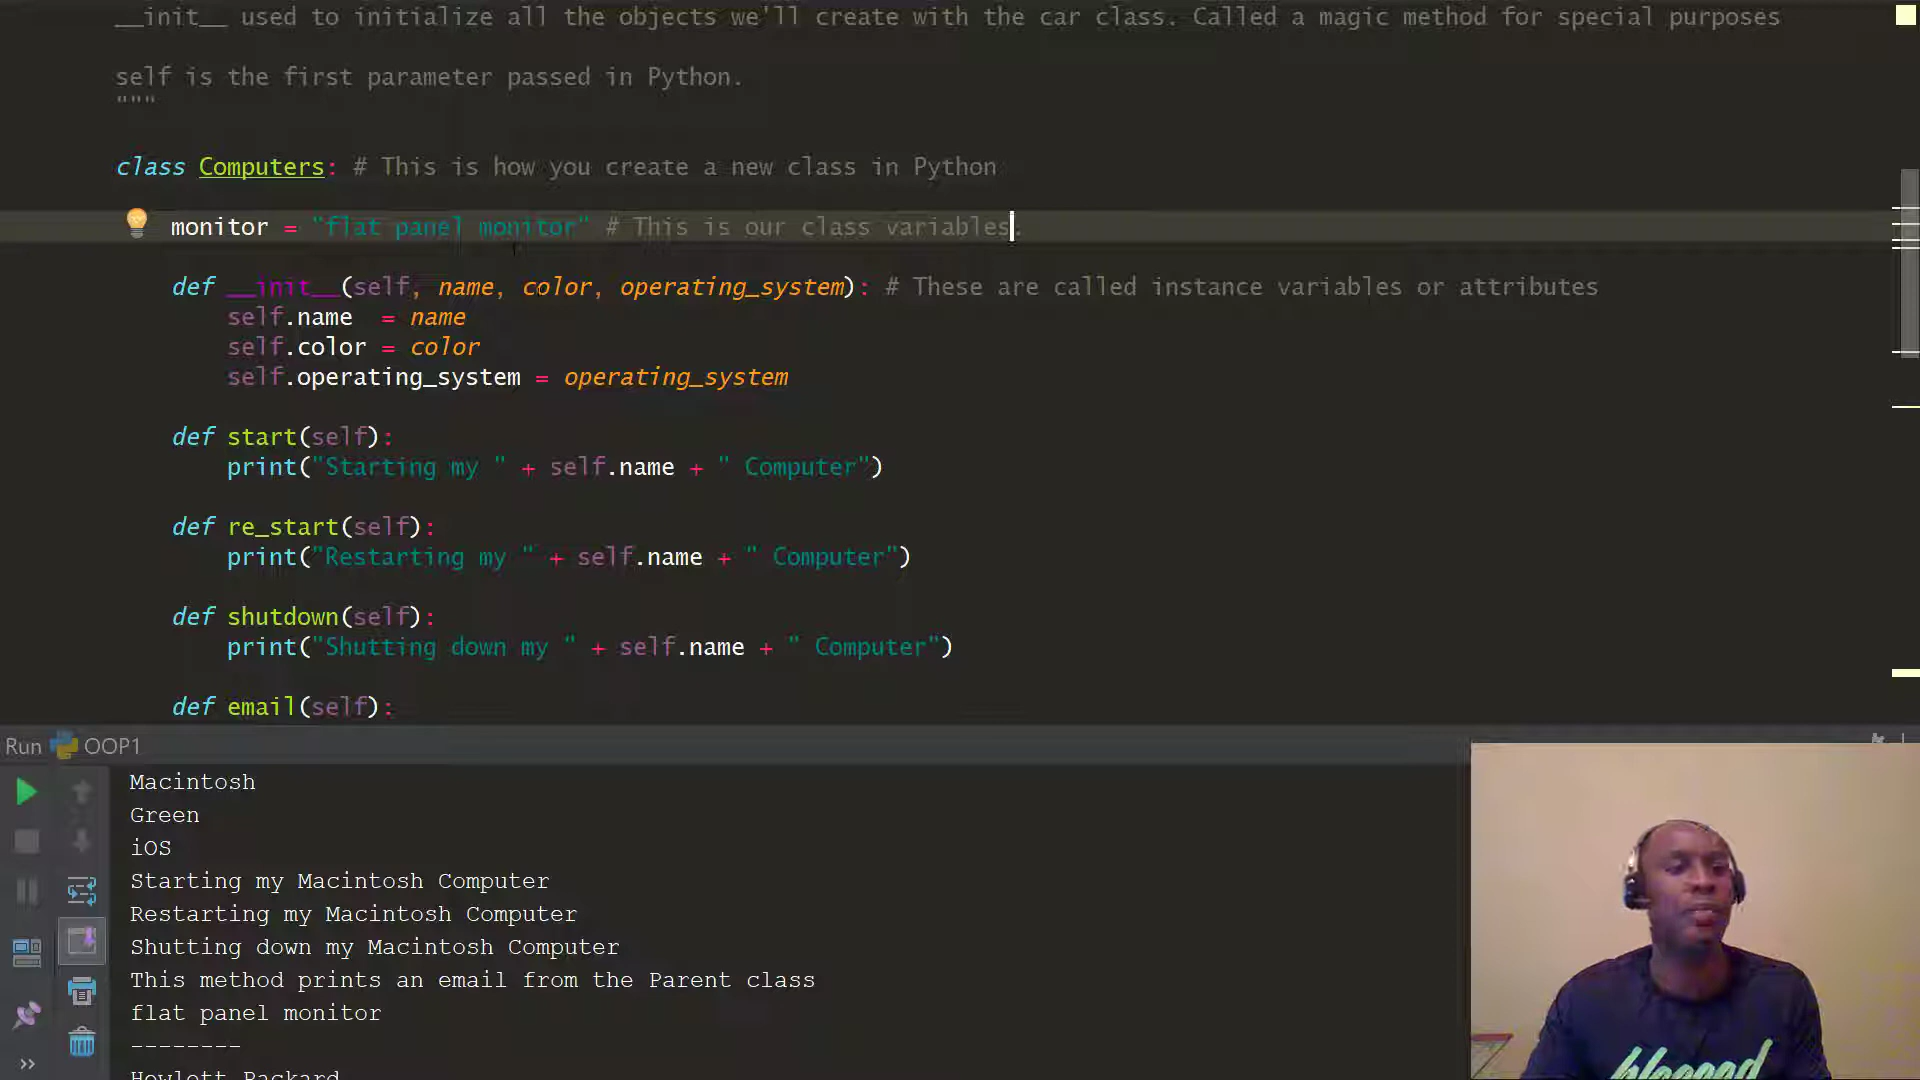 __init__ used to initialize all the objects we'll create with the car class. Called a magic method for special purposes
self is the first parameter passed in Python.
"""
class Computers: # This is how you create a new class in Python
monitor = "flat panel monitor" # This is our class variables.
def __init__(self, name, color, operating_system): # These are called instance variables or attributes
self.name  = name
self.color = color
self.operating_system = operating_system
def start(self):
print("Starting my " + self.name + " Computer")
def re_start(self):
print("Restarting my " + self.name + " Computer")
def shutdown(self):
print("Shutting down my " + self.name + " Computer")
def email(self):
Run OOP1
Macintosh
Green
iOS
Starting my Macintosh Computer
Restarting my Macintosh Computer
Shutting down my Macintosh Computer
This method prints an email from the Parent class
flat panel monitor
--------
Hewlett Packard
blessed